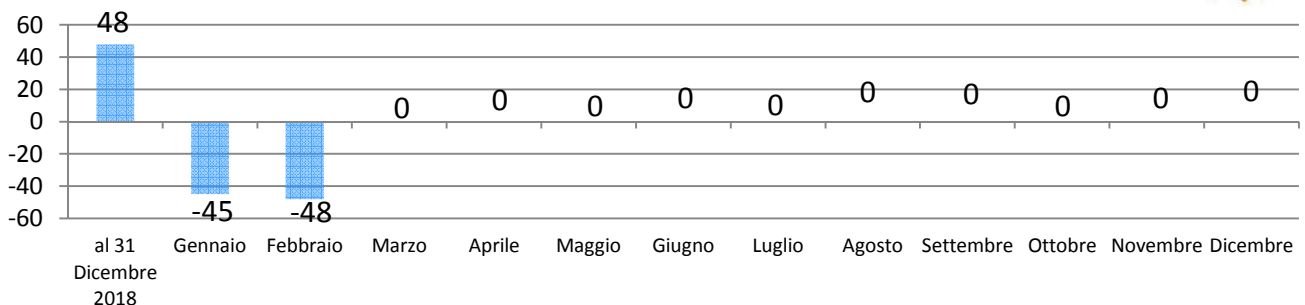 60
40
20
0
-20
-40
-60
48
-45
-48
0
0
0
0
0
0
0
0
0
0
al 31
Dicembre
2018
Gennaio
Febbraio
Marzo
Aprile
Maggio
Giugno
Luglio
Agosto
Settembre
Ottobre
Novembre
Dicembre